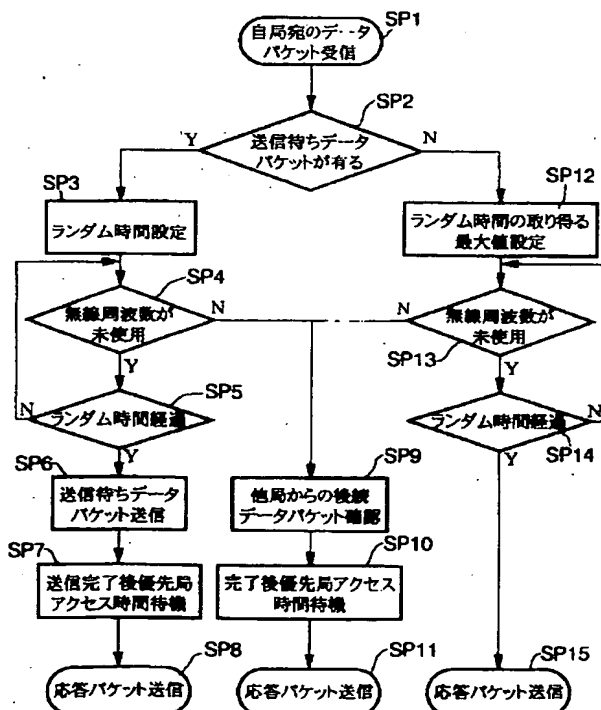 SP1
自局宛のデータ
パケット受信
SP2
送信待ちデータ
パケットが有る
Y
N
SP3
ランダム時間設定
SP12
ランダム時間の取り得る
最大値設定
SP4
無線周波数が
未使用
N
Y
N
無線周波数が
未使用
SP13
Y
SP5
N
ランダム時間経過
Y
ランダム時間経過
N
SP14
Y
SP6
送信待ちデータ
パケット送信
SP9
他局からの後続
データパケット確認
SP7
送信完了後優先局
アクセス時間待機
SP10
完了後優先局アクセス
時間待機
SP8
応答パケット送信
SP11
応答パケット送信
SP15
応答パケット送信